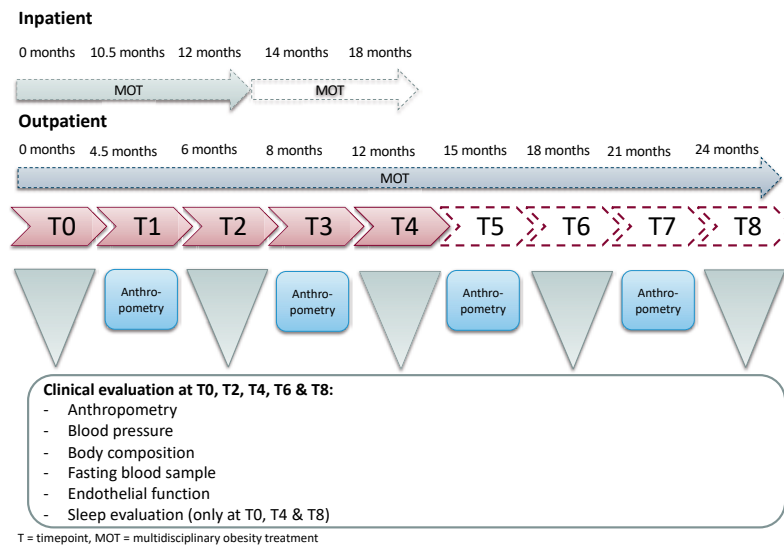 Inpatient
0 months 10.5 months 12 months 14 months 18 months
MOT MOT
Outpatient
0 months 4.5 months 6 months 8 months 12 months 15 months 18 months 21 months 24 months
MOT
T0 T1 T2 T3 T4 T5 T6 T7 T8
Anthro- Anthro- Anthro- Anthro-
pometry pometry pometry pometry
Clinical evaluation at T0, T2, T4, T6 & T8:
- Anthropometry
- Blood pressure
- Body composition
- Fasting blood sample
- Endothelial function
- Sleep evaluation (only at T0, T4 & T8)
T = timepoint, MOT = multidisciplinary obesity treatment